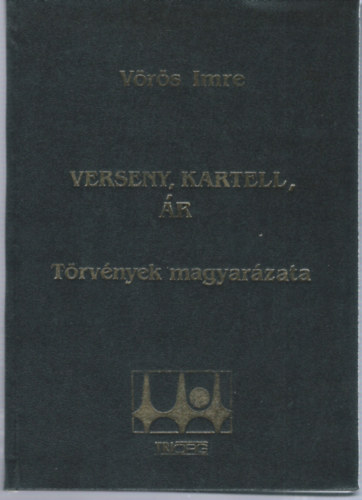 Vörös Imre
VERSENY, KARTELL,
ÁR
Törvények magyarázata